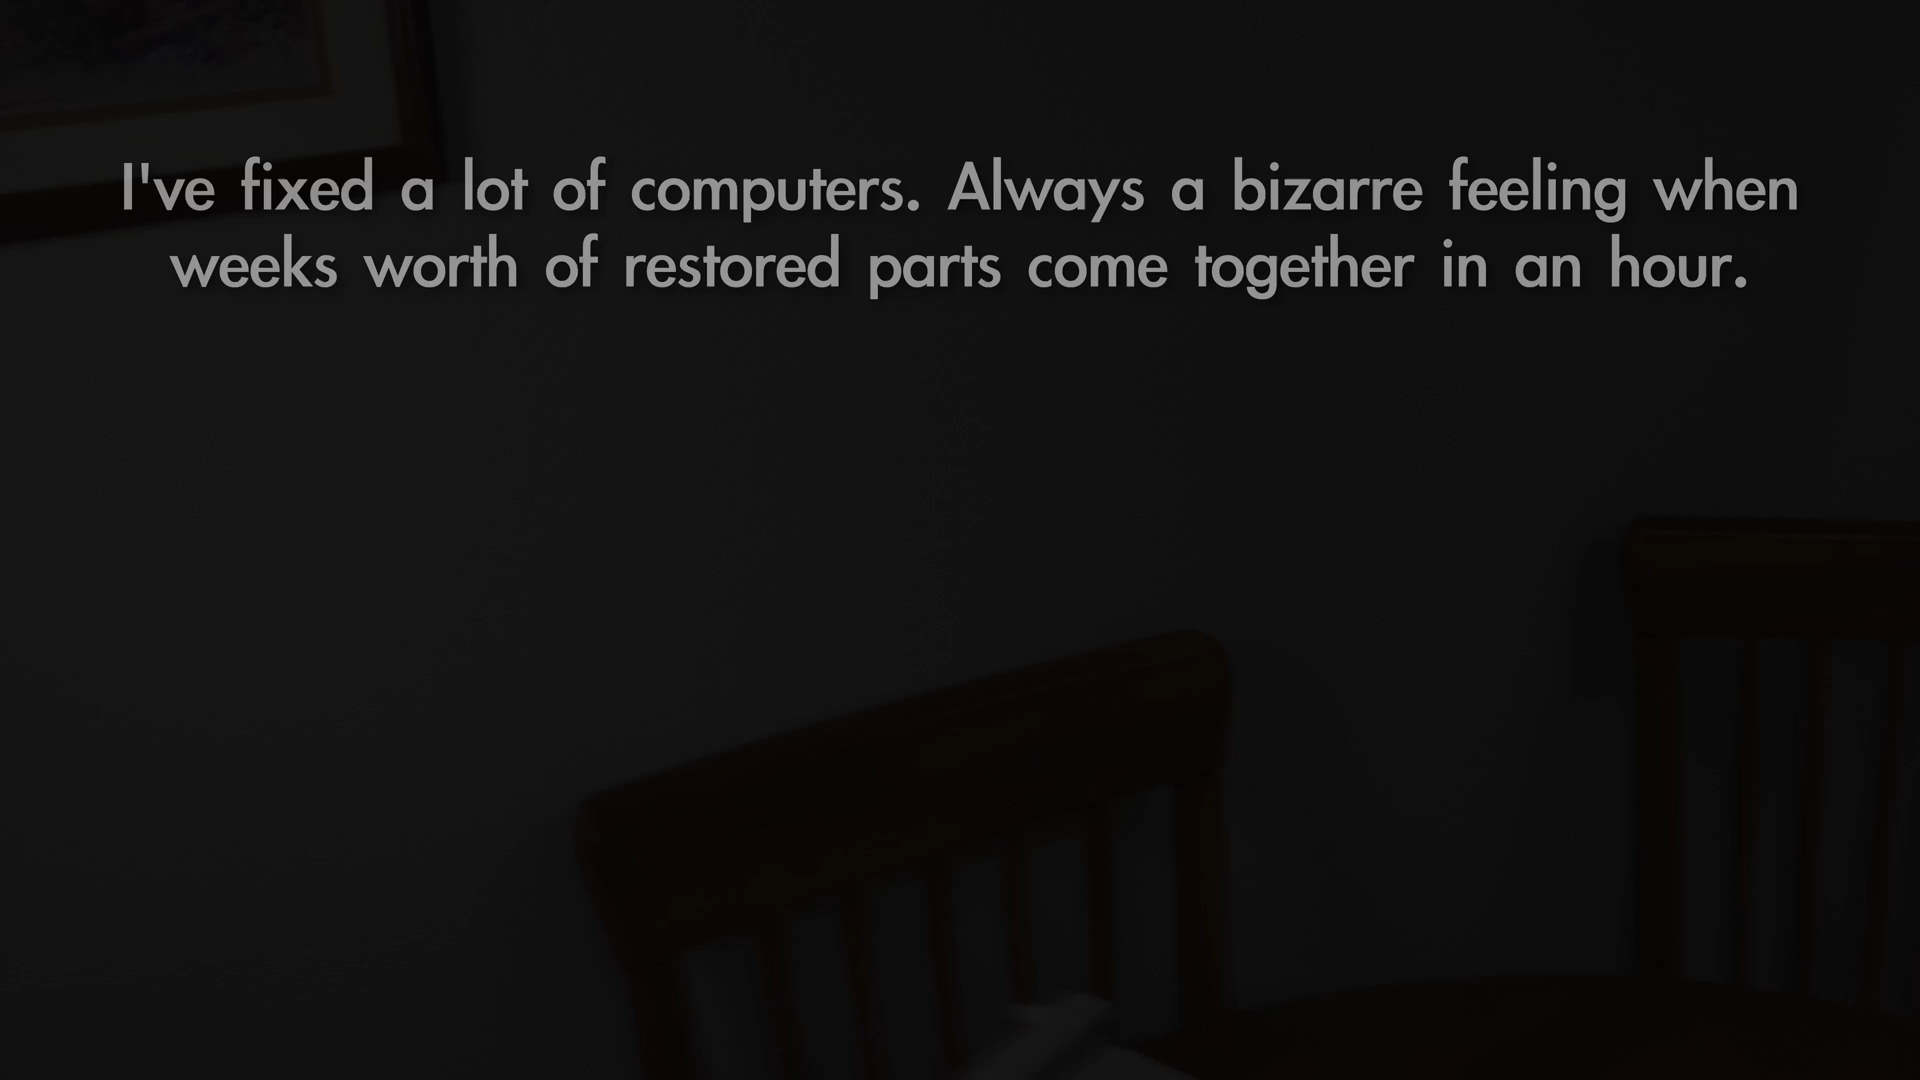 I've fixed a lot of computers. Always a bizarre feeling when
weeks worth of restored parts come together in an hour.